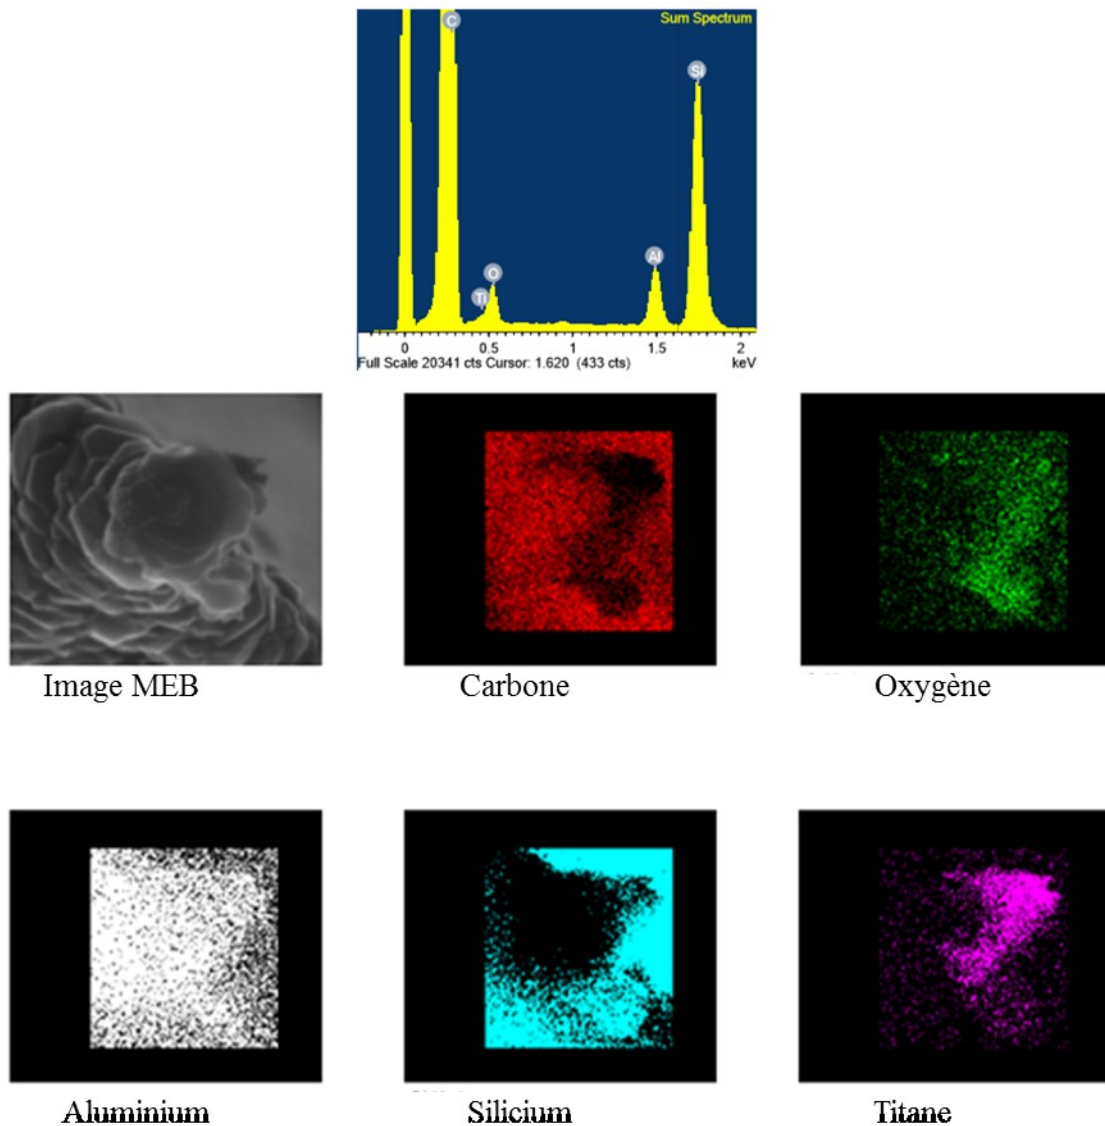 Sum Spectrum
C
Si
Al
O
Ti
0 0.5 1 1.5 2
Full Scale 20341 cts Cursor: 1.620 (433 cts) keV
Image MEB Carbone Oxygène
Aluminium Silicium Titane